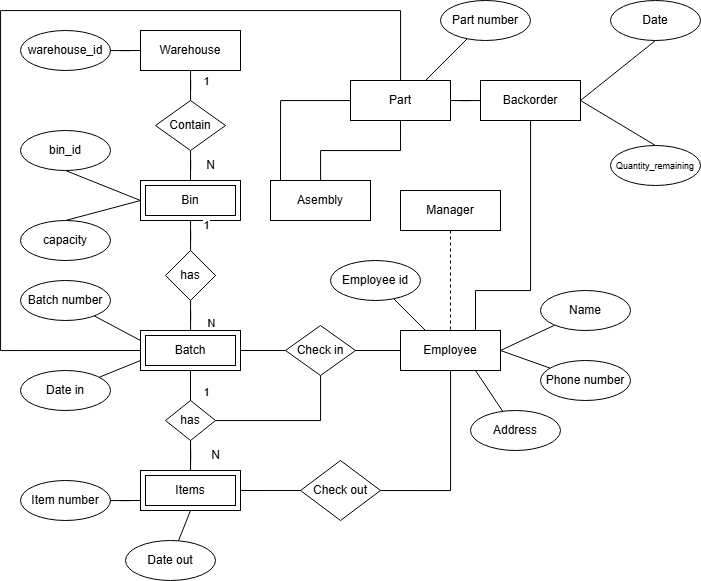 Part number
Date
warehouse_id
Warehouse
1
Part
Backorder
Contain
bin_id
N
Quantity_remaining
Bin
Asembly
Manager
1
capacity
has
Employee id
Batch number
Name
N
Batch
Check in
Employee
Date in
Phone number
1
has
Address
N
Item number
Items
Check out
Date out